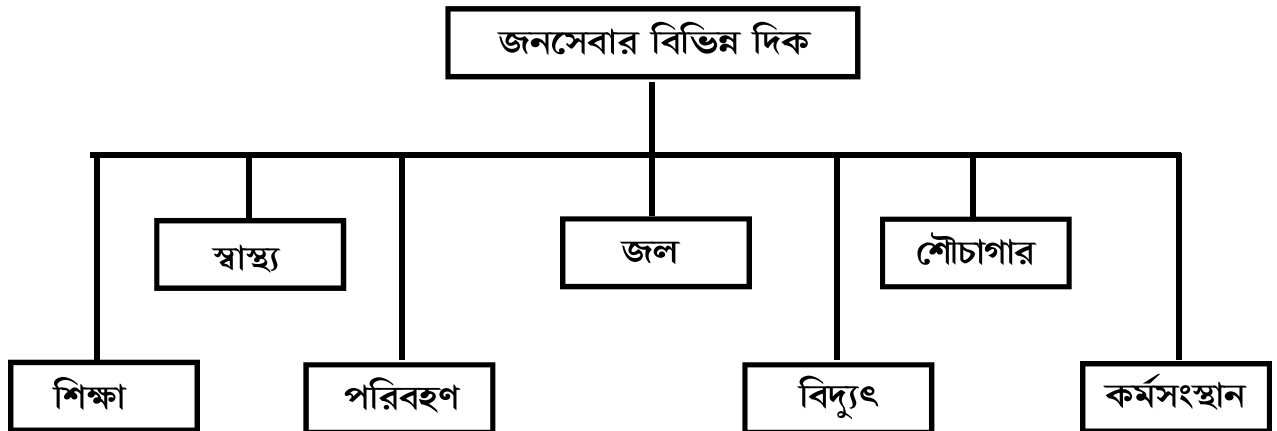 জনসেবার বিভিন্ন দিক
স্বাস্থ্য
জল
শৌচাগার
শিক্ষা
পরিবহণ
বিদ্যুৎ
কর্মসংস্থান